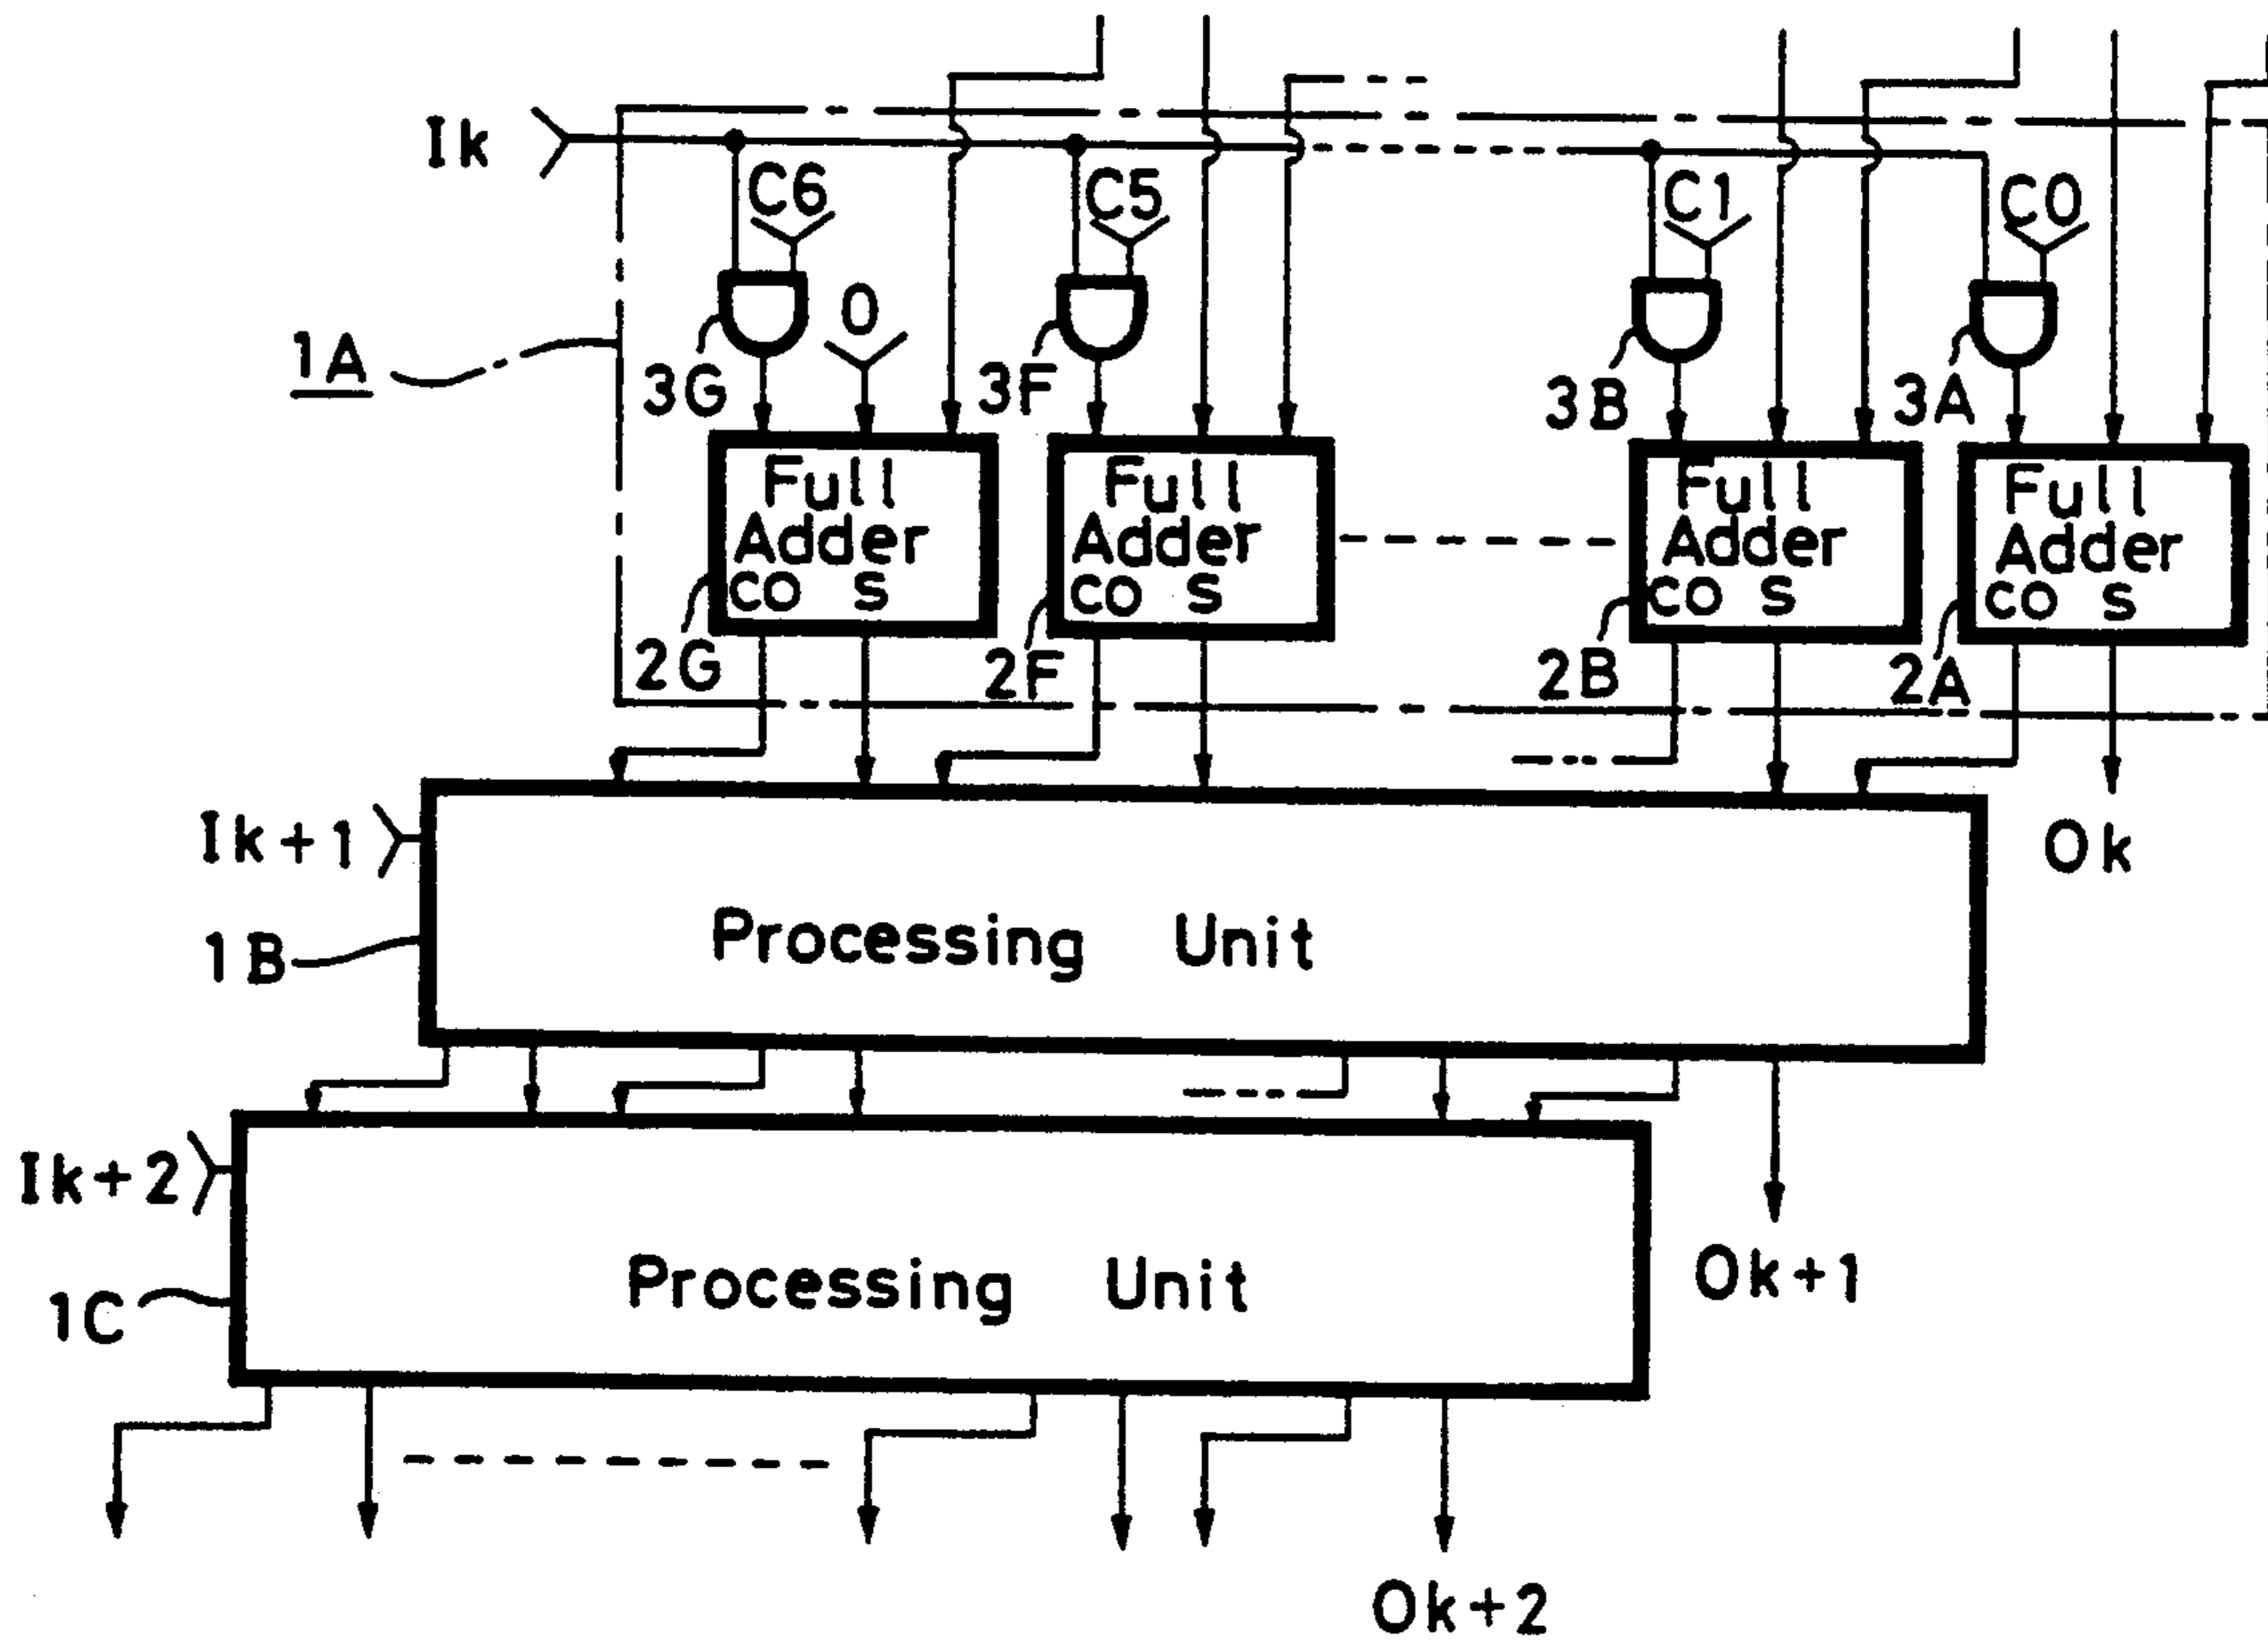 Ik
C6
C5
C1
C0
0
1A
3G
3F
3B
3A
Full
Adder
co s
Full
Adder
co s
Full
Adder
co s
Full
Adder
co s
2G
2F
2B
2A
Ik+1
Ok
1B
Processing Unit
Ik+2
Ok+1
1C
Processing Unit
Ok+2